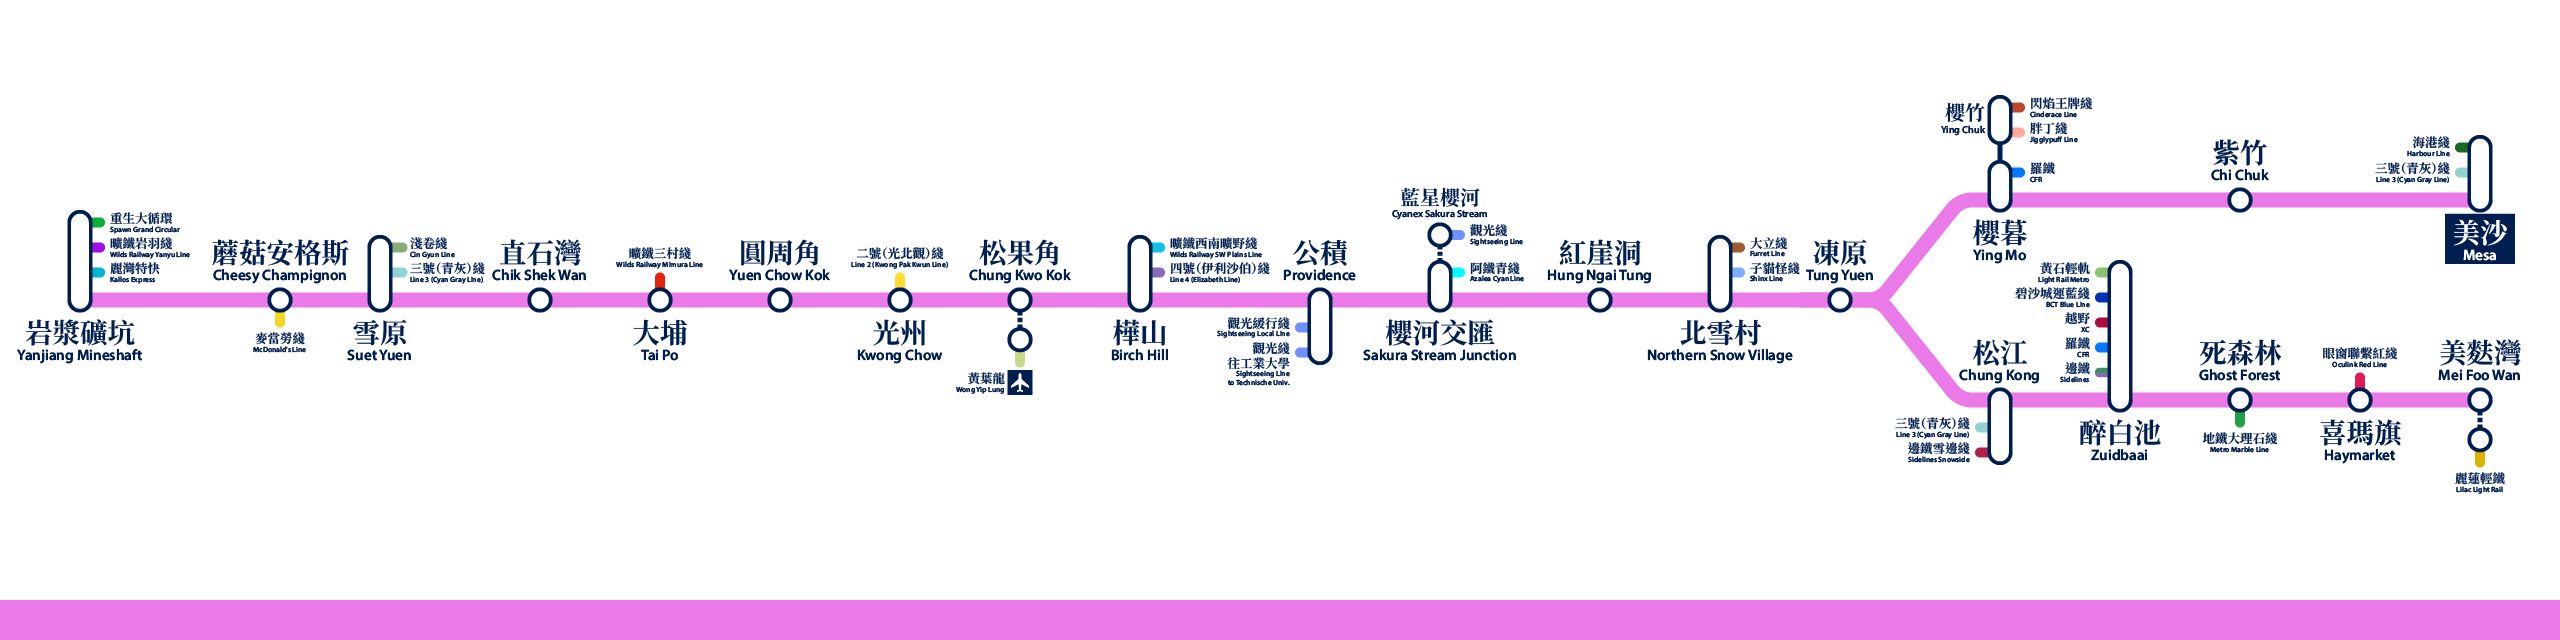 重生大循環
Spawn Grand Circular
曠鐵岩羽綫
Wilds Railway Yanyu Line
麗灣特快
Kailos Express
岩漿礦坑
Yanjiang Mineshaft
蘑菇安格斯
Cheesy Champignon
麥當勞綫
McDonald's Line
淺卷綫
Cin Gyun Line
三號（青灰）綫
Line 3 (Cyan Gray Line)
雪原
Suet Yuen
直石灣
Chik Shek Wan
曠鐵三村綫
Wilds Railway Mimura Line
大埔
Tai Po
圓周角
Yuen Chow Kok
二號（光北觀）綫
Line 2 (Kwong Pak Kwun Line)
光州
Kwong Chow
松果角
Chung Kwo Kok
黃葉龍
Wong Yip Lung
曠鐵西南曠野綫
Wilds Railway SW Plains Line
四號（伊利沙伯）綫
Line 4 (Elizabeth Line)
樺山
Birch Hill
公積
Providence
觀光緩行綫
Sightseeing Local Line
觀光綫
往工業大學
Sightseeing Line
to Technische Univ.
藍星櫻河
Cyanex Sakura Stream
觀光綫
Sightseeing Line
阿鐵青綫
Azalea Cyan Line
櫻河交匯
Sakura Stream Junction
紅崖洞
Hung Ngai Tung
大立綫
Furret Line
子貓怪綫
Shinx Line
北雪村
Northern Snow Village
凍原
Tung Yuen
櫻竹
Ying Chuk
閃焰王牌綫
Cinderace Line
胖丁綫
Jigglypuff Line
羅鐵
CFR
櫻暮
Ying Mo
紫竹
Chi Chuk
海港綫
Harbour Line
三號（青灰）綫
Line 3 (Cyan Gray Line)
美沙
Mesa
松江
Chung Kong
三號（青灰）綫
Line 3 (Cyan Gray Line)
邊鐵雪邊綫
Sidelines Snowside
黃石輕軌
Light Rail Metro
碧沙城運藍綫
BCT Blue Line
越野
XC
羅鐵
CFR
邊鐵
Sidelines
醉白池
Zuidbaai
死森林
Ghost Forest
地鐵大理石綫
Metro Marble Line
眼窗聯繫紅綫
Oculink Red Line
喜瑪旗
Haymarket
美麩灣
Mei Foo Wan
麗蓮輕鐵
Lilac Light Rail